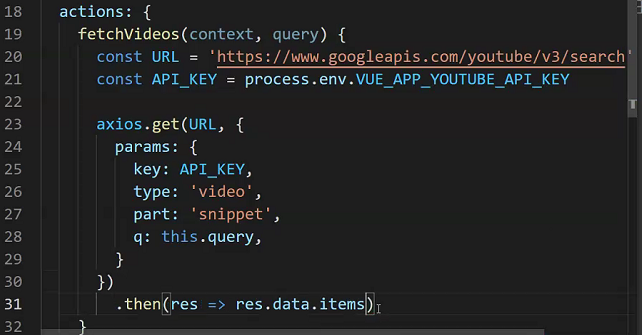 18 actions: {
19 fetchVideos(context, query) {
20 const URL = 'https://www.googleapis.com/youtube/v3/search'
21 const API_KEY = process.env.VUE_APP_YOUTUBE_API_KEY
22
23 axios.get(URL, {
24 params: {
25 key: API_KEY,
26 type: 'video',
27 part: 'snippet',
28 q: this.query,
29 }
30 })
31 .then(res => res.data.items)
32 }